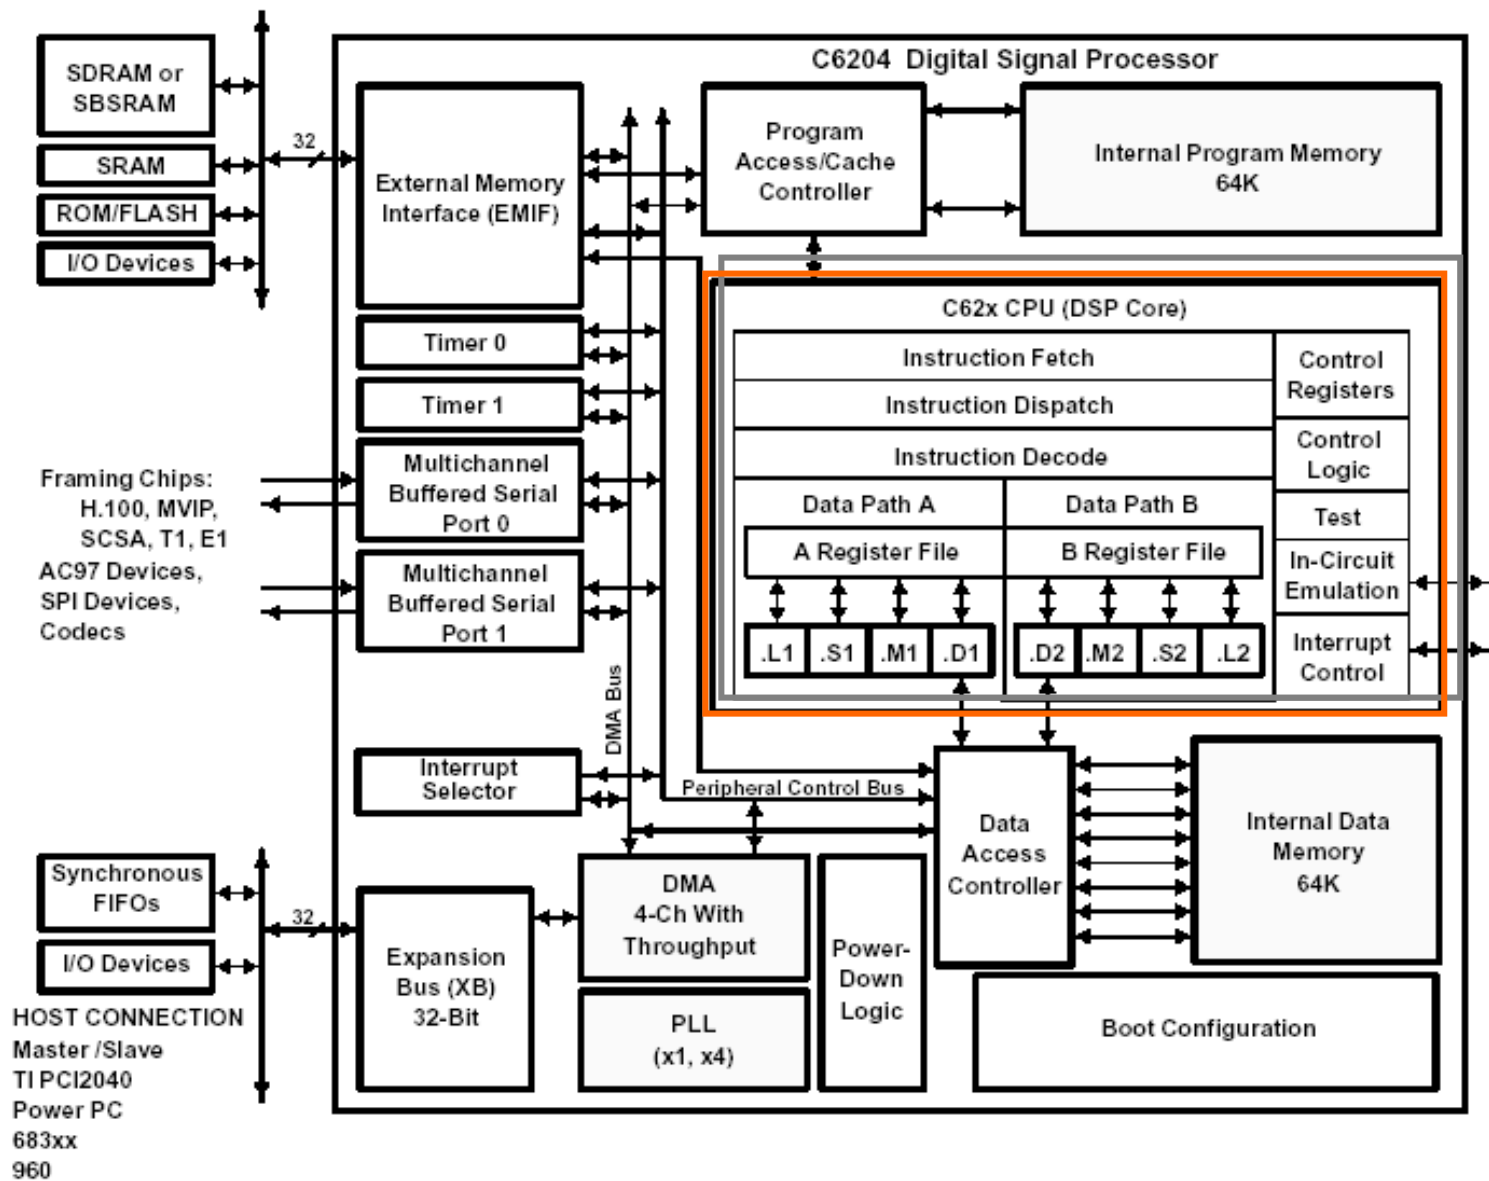 C6204 Digital Signal Processor
SDRAM or
SBSRAM
SRAM
ROM/FLASH
I/O Devices
32
External Memory
Interface (EMIF)
Program
Access/Cache
Controller
Internal Program Memory
64K
Timer 0
Timer 1
Framing Chips:
H.100, MVIP,
SCSA, T1, E1
AC97 Devices,
SPI Devices,
Codecs
Multichannel
Buffered Serial
Port 0
Multichannel
Buffered Serial
Port 1
DMA Bus
C62x CPU (DSP Core)
Instruction Fetch
Instruction Dispatch
Instruction Decode
Data Path A
Data Path B
A Register File
B Register File
.L1
.S1
.M1
.D1
.D2
.M2
.S2
.L2
Control
Registers
Control
Logic
Test
In-Circuit
Emulation
Interrupt
Control
Interrupt
Selector
Peripheral Control Bus
Data
Access
Controller
Internal Data
Memory
64K
Synchronous
FIFOs
I/O Devices
32
HOST CONNECTION
Master /Slave
TI PCI2040
Power PC
683xx
960
Expansion
Bus (XB)
32-Bit
DMA
4-Ch With
Throughput
PLL
(x1, x4)
Power-
Down
Logic
Boot Configuration